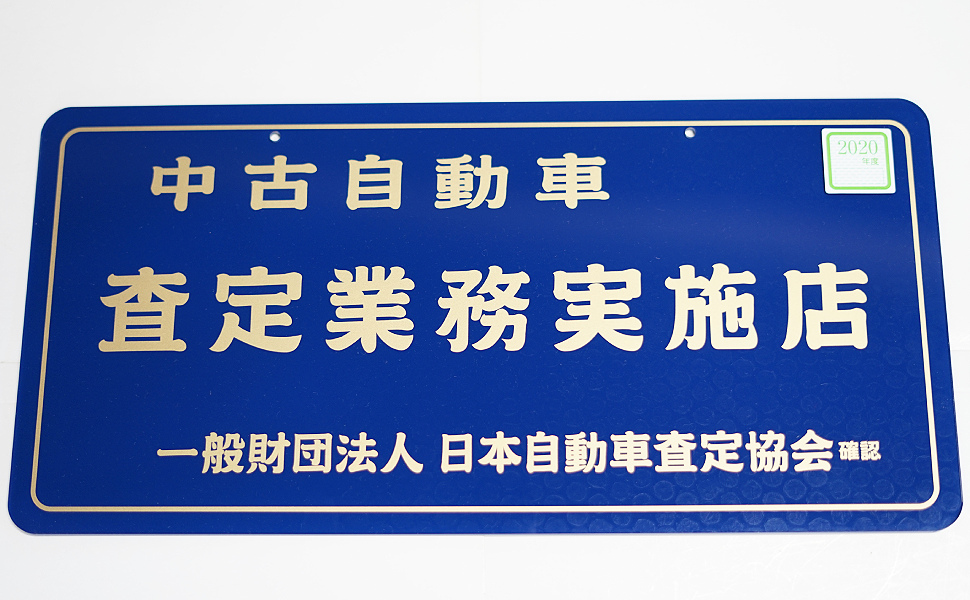 中古自動車
2020
年度
査定業務実施店
一般財団法人 日本自動車査定協会確認